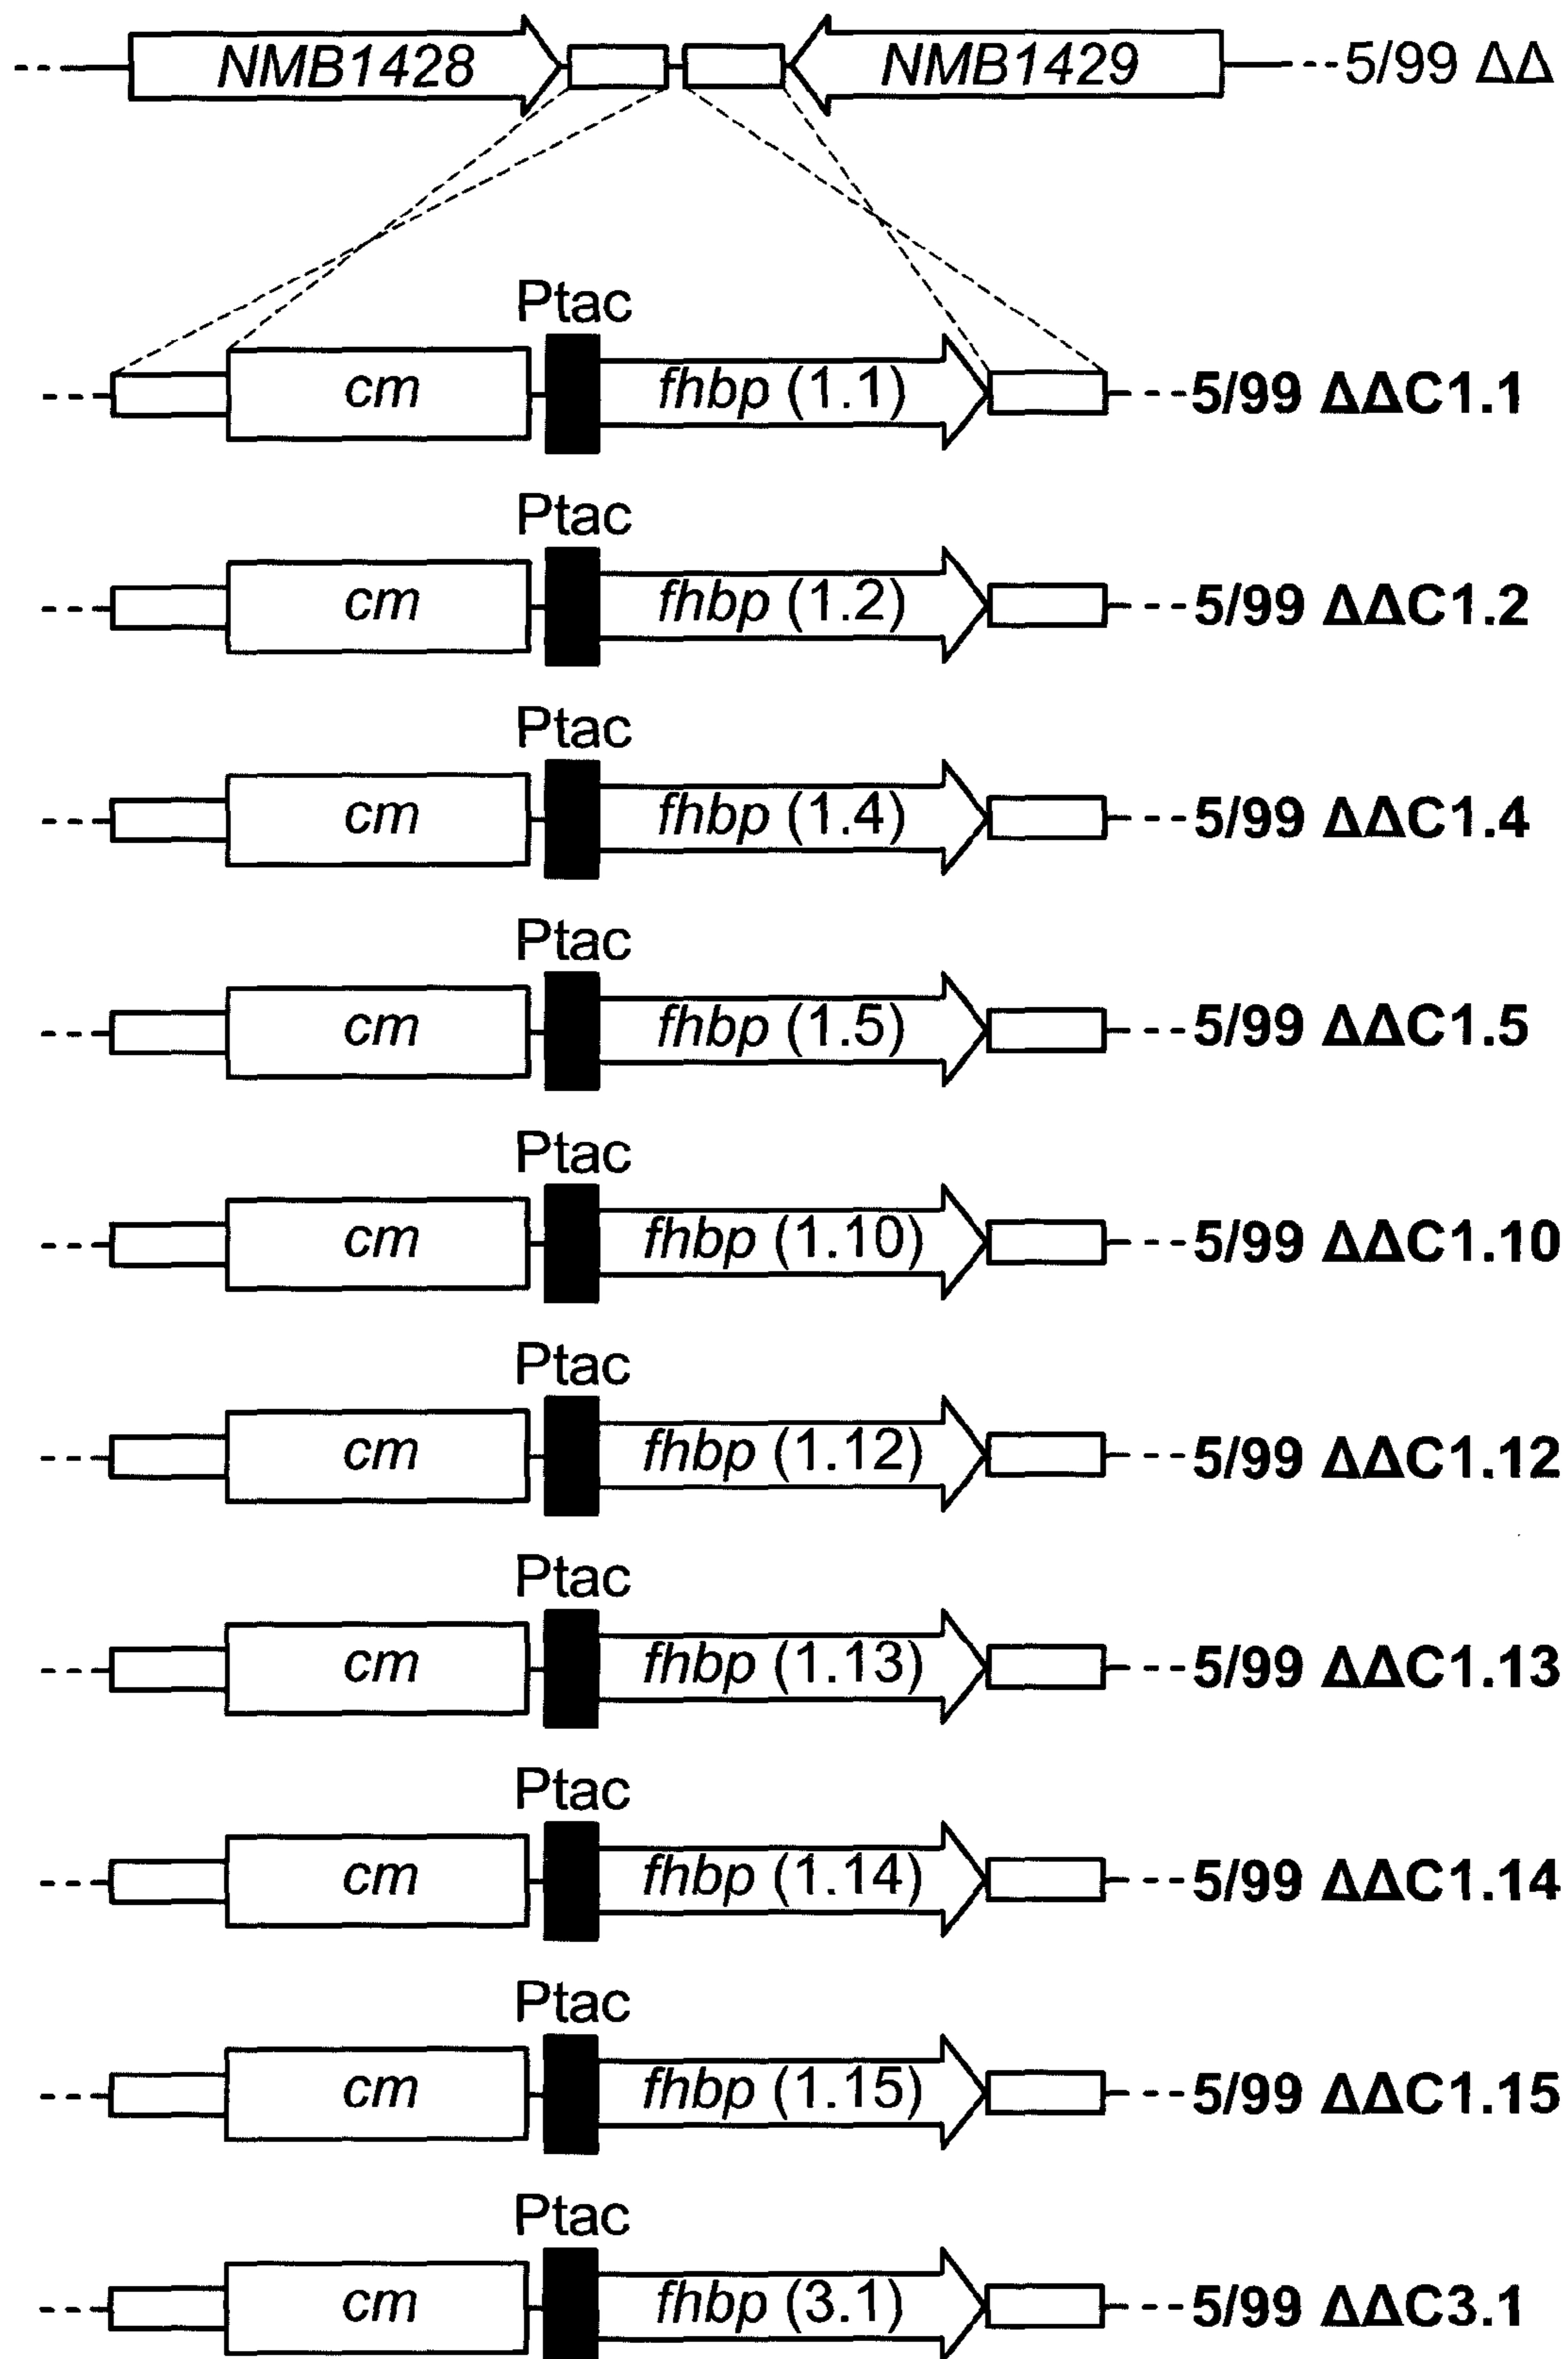 NMB1428 NMB1429 5/99 ΔΔ
Ptac
cm fhbp (1.1) 5/99 ΔΔC1.1
Ptac
cm fhbp (1.2) 5/99 ΔΔC1.2
Ptac
cm fhbp (1.4) 5/99 ΔΔC1.4
Ptac
cm fhbp (1.5) 5/99 ΔΔC1.5
Ptac
cm fhbp (1.10) 5/99 ΔΔC1.10
Ptac
cm fhbp (1.12) 5/99 ΔΔC1.12
Ptac
cm fhbp (1.13) 5/99 ΔΔC1.13
Ptac
cm fhbp (1.14) 5/99 ΔΔC1.14
Ptac
cm fhbp (1.15) 5/99 ΔΔC1.15
Ptac
cm fhbp (3.1) 5/99 ΔΔC3.1